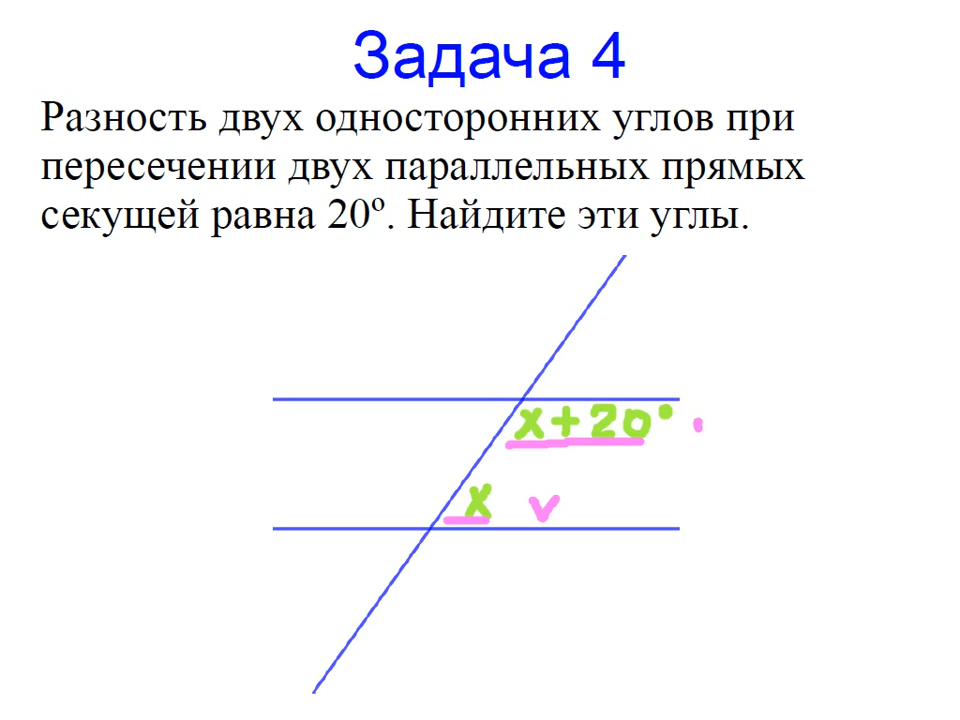 Задача 4
Разность двух односторонних углов при
пересечении двух параллельных прямых
секущей равна 20º. Найдите эти углы.
x + 20°
x v